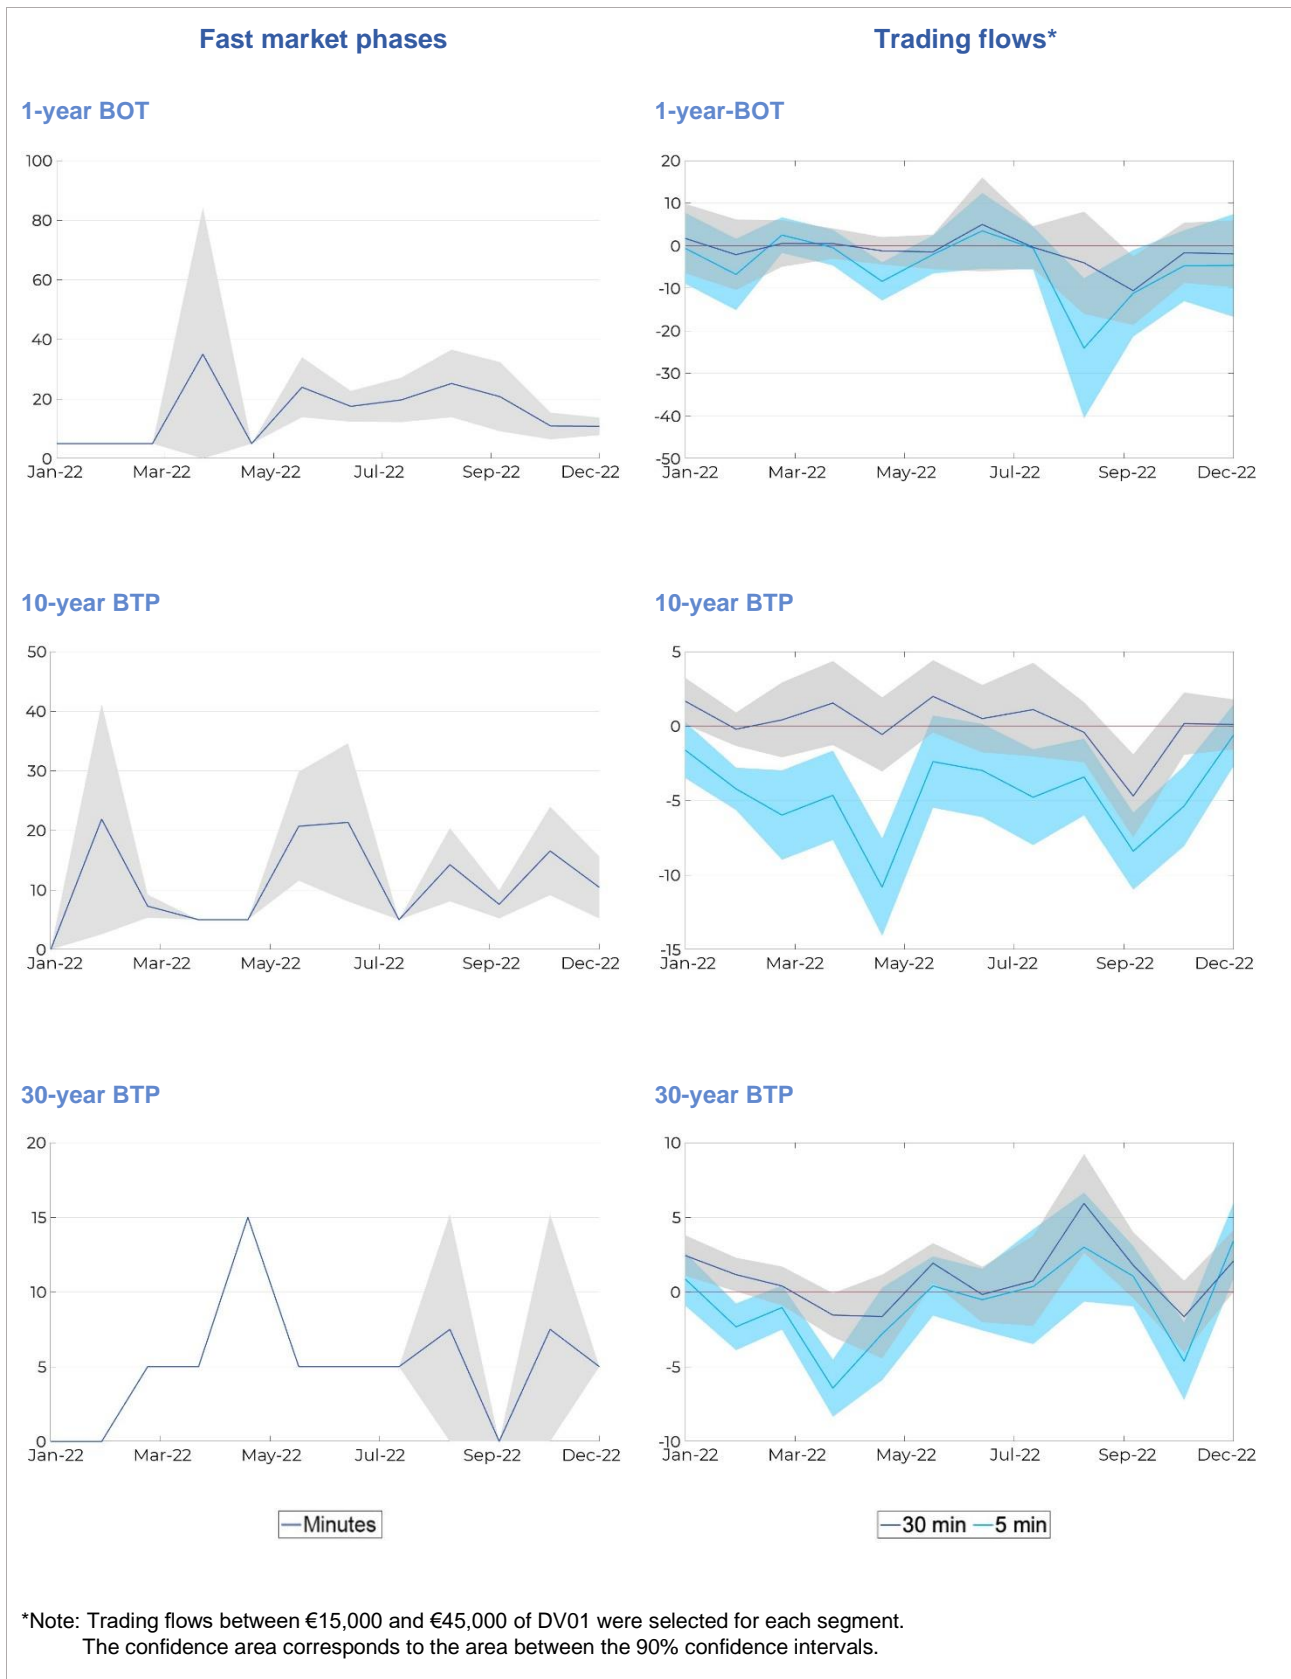 Fast market phases
Trading flows*
1-year BOT
100
80
60
40
20
0
Jan-22 Mar-22 May-22 Jul-22 Sep-22 Dec-22
1-year-BOT
20
10
0
-10
-20
-30
-40
-50
Jan-22 Mar-22 May-22 Jul-22 Sep-22 Dec-22
10-year BTP
50
40
30
20
10
0
Jan-22 Mar-22 May-22 Jul-22 Sep-22 Dec-22
10-year BTP
5
0
-5
-10
-15
Jan-22 Mar-22 May-22 Jul-22 Sep-22 Dec-22
30-year BTP
20
15
10
5
0
Jan-22 Mar-22 May-22 Jul-22 Sep-22 Dec-22
Minutes
30-year BTP
10
5
0
-5
-10
Jan-22 Mar-22 May-22 Jul-22 Sep-22 Dec-22
30 min 5 min
*Note: Trading flows between €15,000 and €45,000 of DV01 were selected for each segment.
The confidence area corresponds to the area between the 90% confidence intervals.